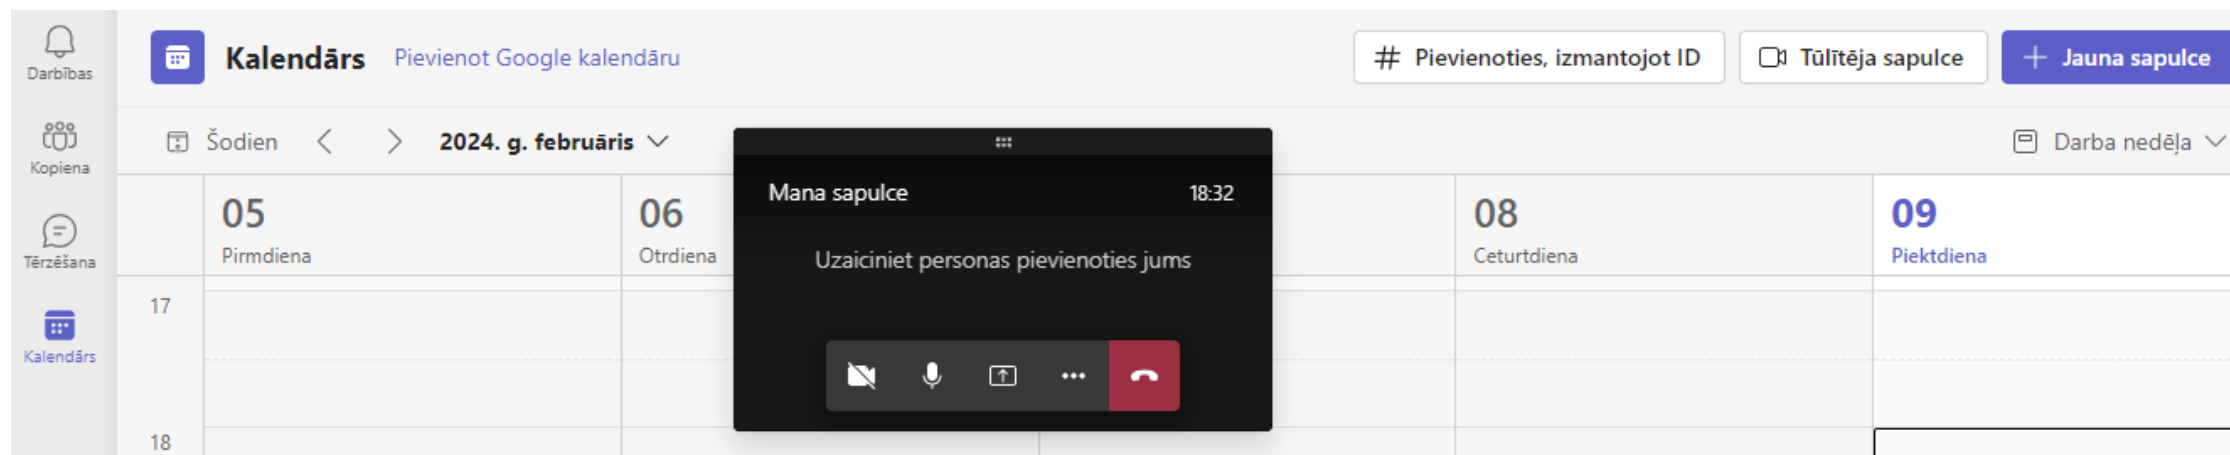 Darbības
Kopiena
Tērzēšana
Kalendārs
Kalendārs Pievienot Google kalendāru
Pievienoties, izmantojot ID
Tūlītēja sapulce
+ Jauna sapulce
Šodien
2024. g. februāris
Darba nedēļa
05
Pirmdiena
06
Otrdiena
08
Ceturtdiena
09
Piektdiena
17
18
Mana sapulce 18:32
Uzaiciniet personas pievienoties jums